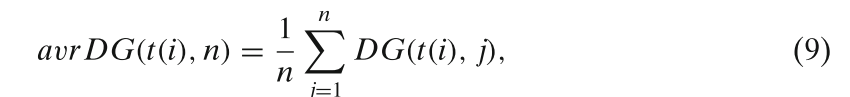 avrDG(t(i), n) = \frac{1}{n} \sum_{j=1}^{n} DG(t(i), j), (9)